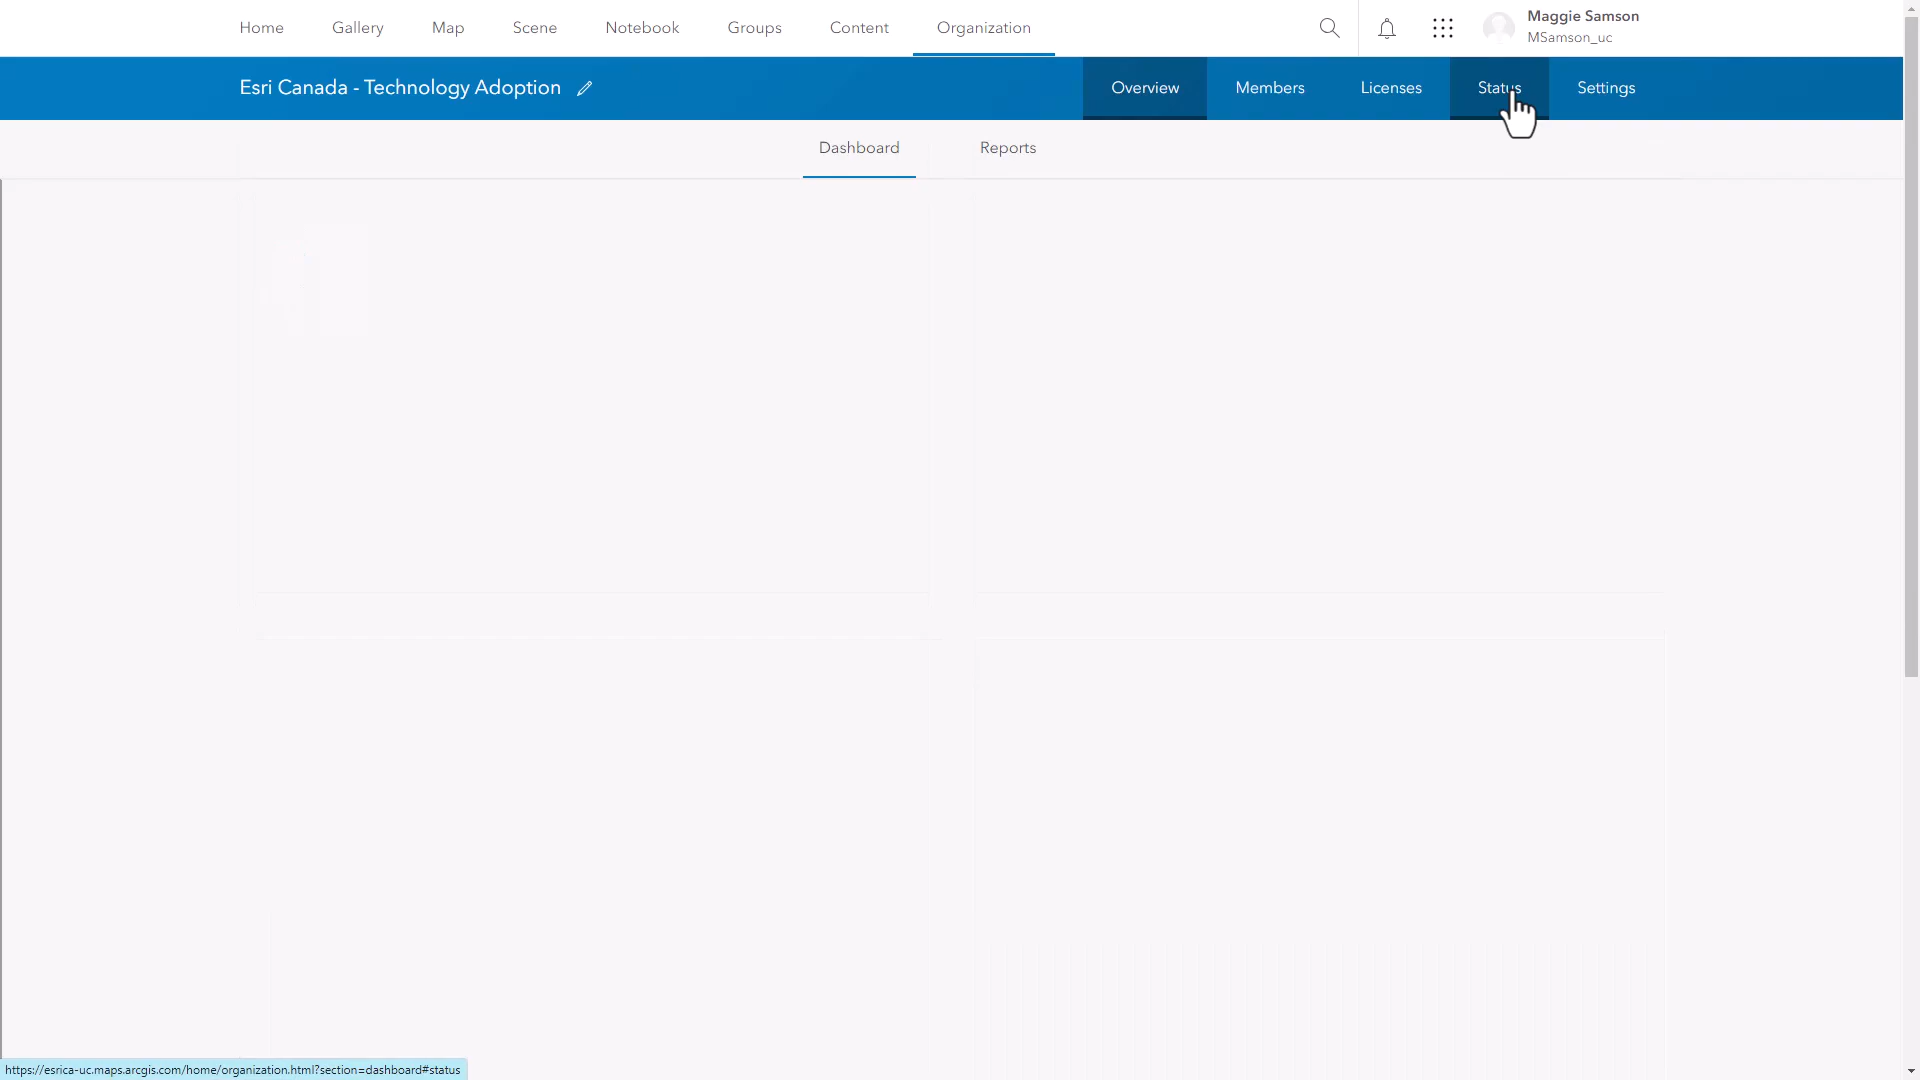 Home Gallery Map Scene Notebook Groups Content Organization
Maggie Samson
MSamson_uc
Esri Canada - Technology Adoption
Overview Members Licenses Status Settings
Dashboard Reports
https://esrica-uc.maps.arcgis.com/home/organization.html?section=dashboard#status